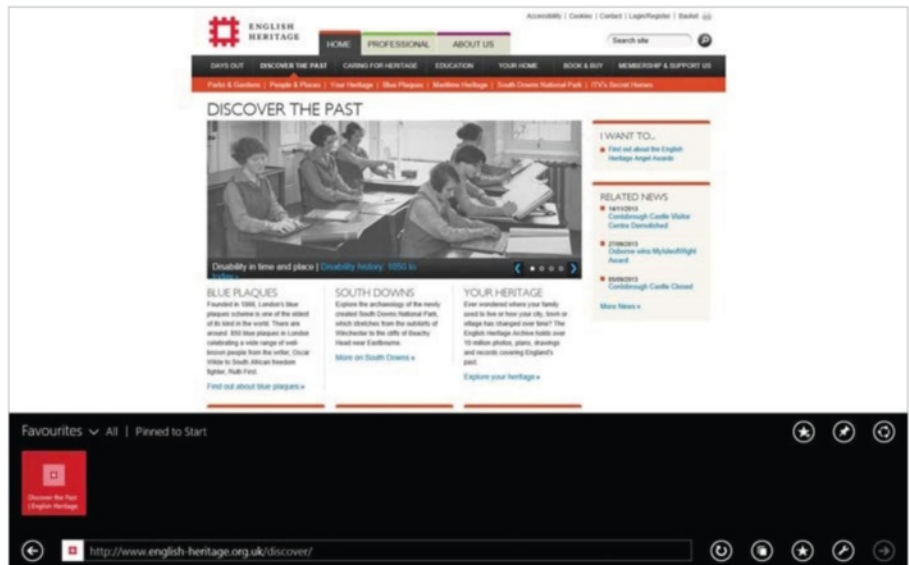 Accessibility | Cookies | Contact | Login/Register | Basket
ENGLISH
HERITAGE
HOME PROFESSIONAL ABOUT US
Search site
DAYS OUT DISCOVER THE PAST CARING FOR HERITAGE EDUCATION YOUR HOME BOOK & BUY MEMBERSHIP & SUPPORT US
Parks & Gardens | People & Places | Your Heritage | Blue Plaques | Maritime Heritage | South Downs National Park | ITV's Secret Homes
DISCOVER THE PAST
Disability in time and place | Disability history: 1050 to
today »
BLUE PLAQUES
Founded in 1866, London's blue
plaques scheme is one of the oldest
of its kind in the world. There are
around 850 blue plaques in London
celebrating a wide range of well-
known people from the writer, Oscar
Wilde to South African freedom
fighter, Ruth First.
Find out about blue plaques »
SOUTH DOWNS
Explore the archaeology of the newly
created South Downs National Park,
which stretches from the outskirts of
Winchester to the cliffs of Beachy
Head near Eastbourne.
More on South Downs »
YOUR HERITAGE
Ever wondered where your family
used to live or how your city, town or
village has changed over time? The
English Heritage Archive holds over
10 million photos, plans, drawings
and records covering England's
past.
Explore your heritage »
I WANT TO...
Find out about the English
Heritage Angel Awards
RELATED NEWS
14/11/2013
Conisbrough Castle Visitor
Centre Demolished
27/09/2013
Osborne wins MyIsleofWight
Award
05/09/2013
Conisbrough Castle Closed
More News »
Favourites All | Pinned to Start
Discover the Past
| English Heritage
http://www.english-heritage.org.uk/discover/